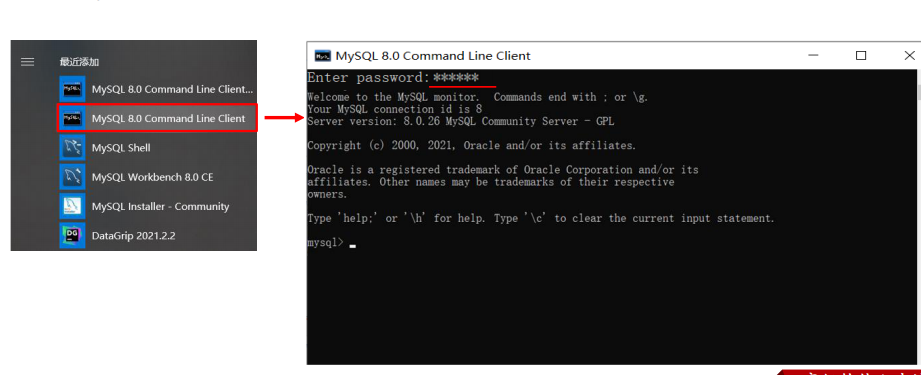 最近添加
MySQL 8.0 Command Line Client...
MySQL 8.0 Command Line Client
MySQL Shell
MySQL Workbench 8.0 CE
MySQL Installer - Community
DataGrip 2021.2.2
MySQL 8.0 Command Line Client
Enter password: ******
Welcome to the MySQL monitor.  Commands end with ; or \g.
Your MySQL connection id is 8
Server version: 8.0.26 MySQL Community Server - GPL
Copyright (c) 2000, 2021, Oracle and/or its affiliates.
Oracle is a registered trademark of Oracle Corporation and/or its
affiliates. Other names may be trademarks of their respective
owners.
Type 'help;' or '\h' for help. Type '\c' to clear the current input statement.
mysql> _